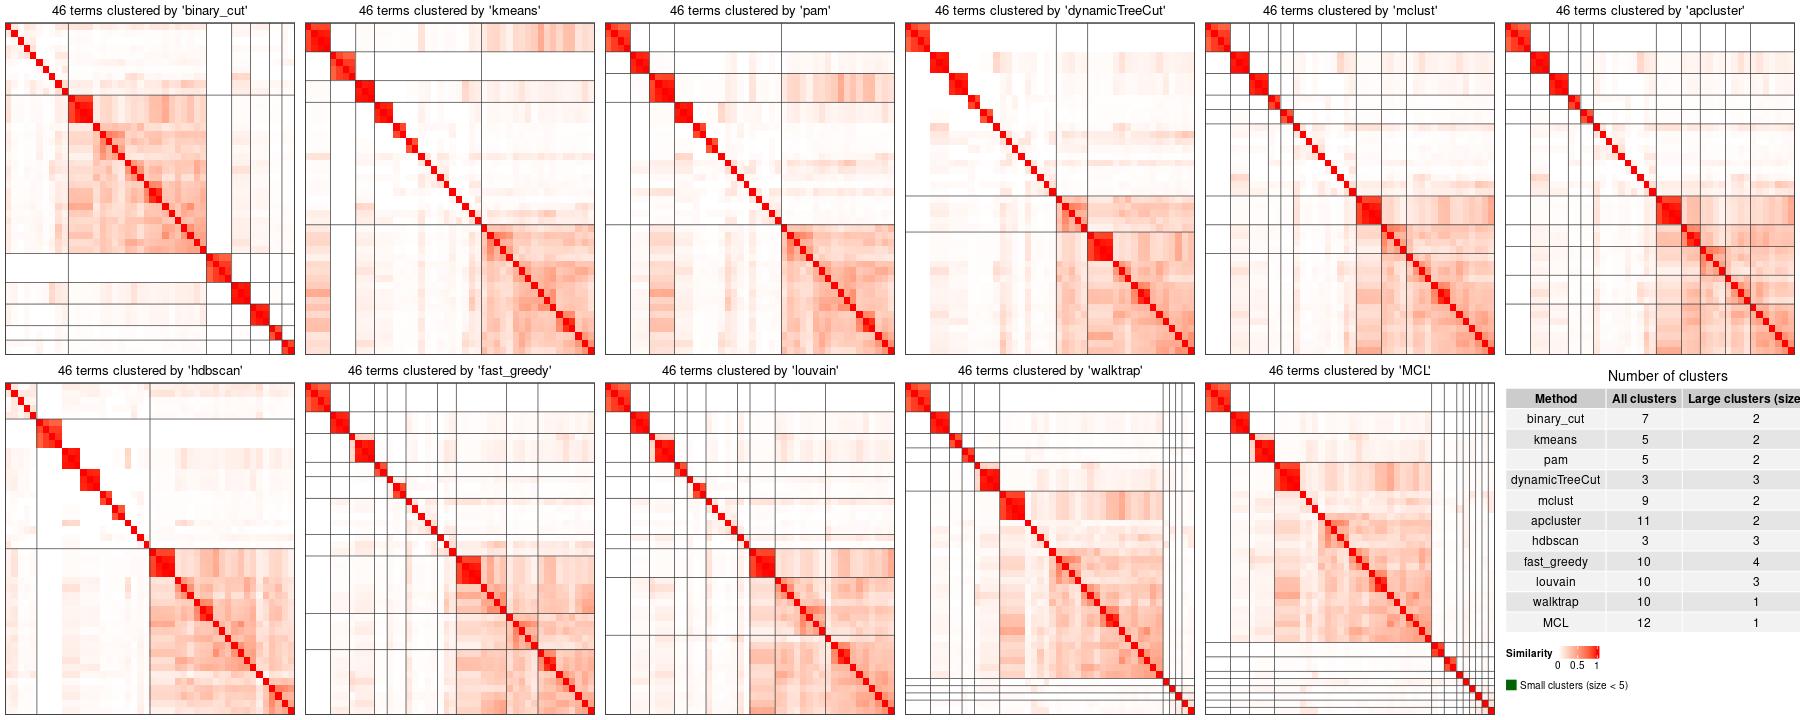 46 terms clustered by 'binary_cut'
46 terms clustered by 'kmeans'
46 terms clustered by 'pam'
46 terms clustered by 'dynamicTreeCut'
46 terms clustered by 'mclust'
46 terms clustered by 'apcluster'
46 terms clustered by 'hdbscan'
46 terms clustered by 'fast_greedy'
46 terms clustered by 'louvain'
46 terms clustered by 'walktrap'
46 terms clustered by 'MCL'
Number of clusters
Method All clusters Large clusters (size
binary_cut 7 2
kmeans 5 2
pam 5 2
dynamicTreeCut 3 3
mclust 9 2
apcluster 11 2
hdbscan 3 3
fast_greedy 10 4
louvain 10 3
walktrap 10 1
MCL 12 1
Similarity
0 0.5 1
Small clusters (size < 5)